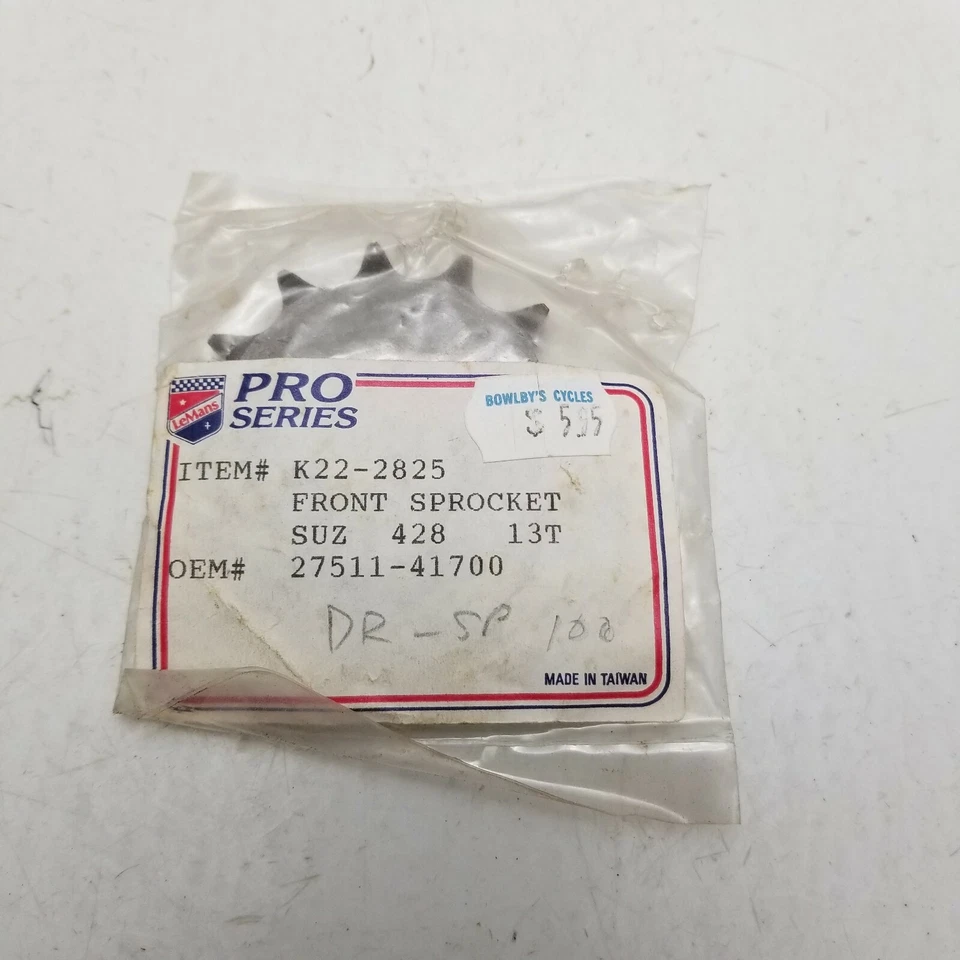 LeMans
PRO
SERIES
BOWLBY'S CYCLES
$ 5.95
ITEM# K22-2825
FRONT SPROCKET
SUZ 428 13T
OEM# 27511-41700
DR-SP 100
MADE IN TAIWAN